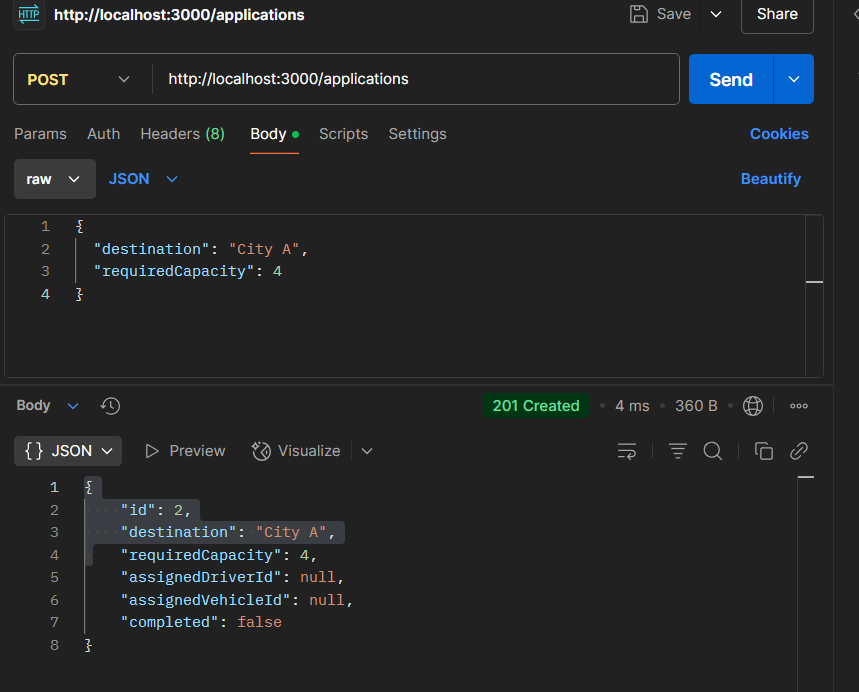 HTTP http://localhost:3000/applications Save Share
POST http://localhost:3000/applications Send
Params Auth Headers (8) Body Scripts Settings Cookies
raw JSON Beautify
1 {
2 "destination": "City A",
3 "requiredCapacity": 4
4 }
Body 201 Created • 4 ms • 360 B •
{} JSON Preview Visualize
1 {
2 "id": 2,
3 "destination": "City A",
4 "requiredCapacity": 4,
5 "assignedDriverId": null,
6 "assignedVehicleId": null,
7 "completed": false
8 }